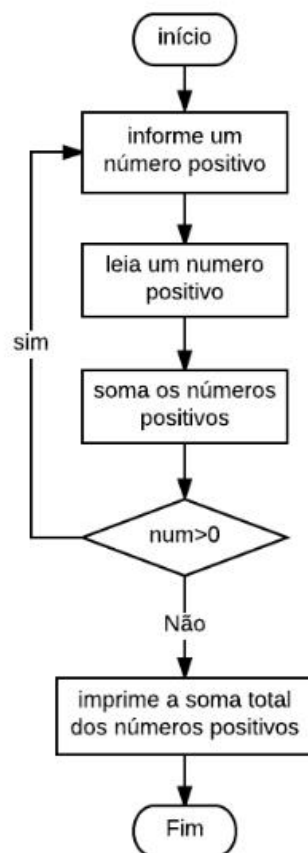 início
informe um
número positivo
leia um numero
positivo
sim
soma os números
positivos
num>0
Não
imprime a soma total
dos números positivos
Fim